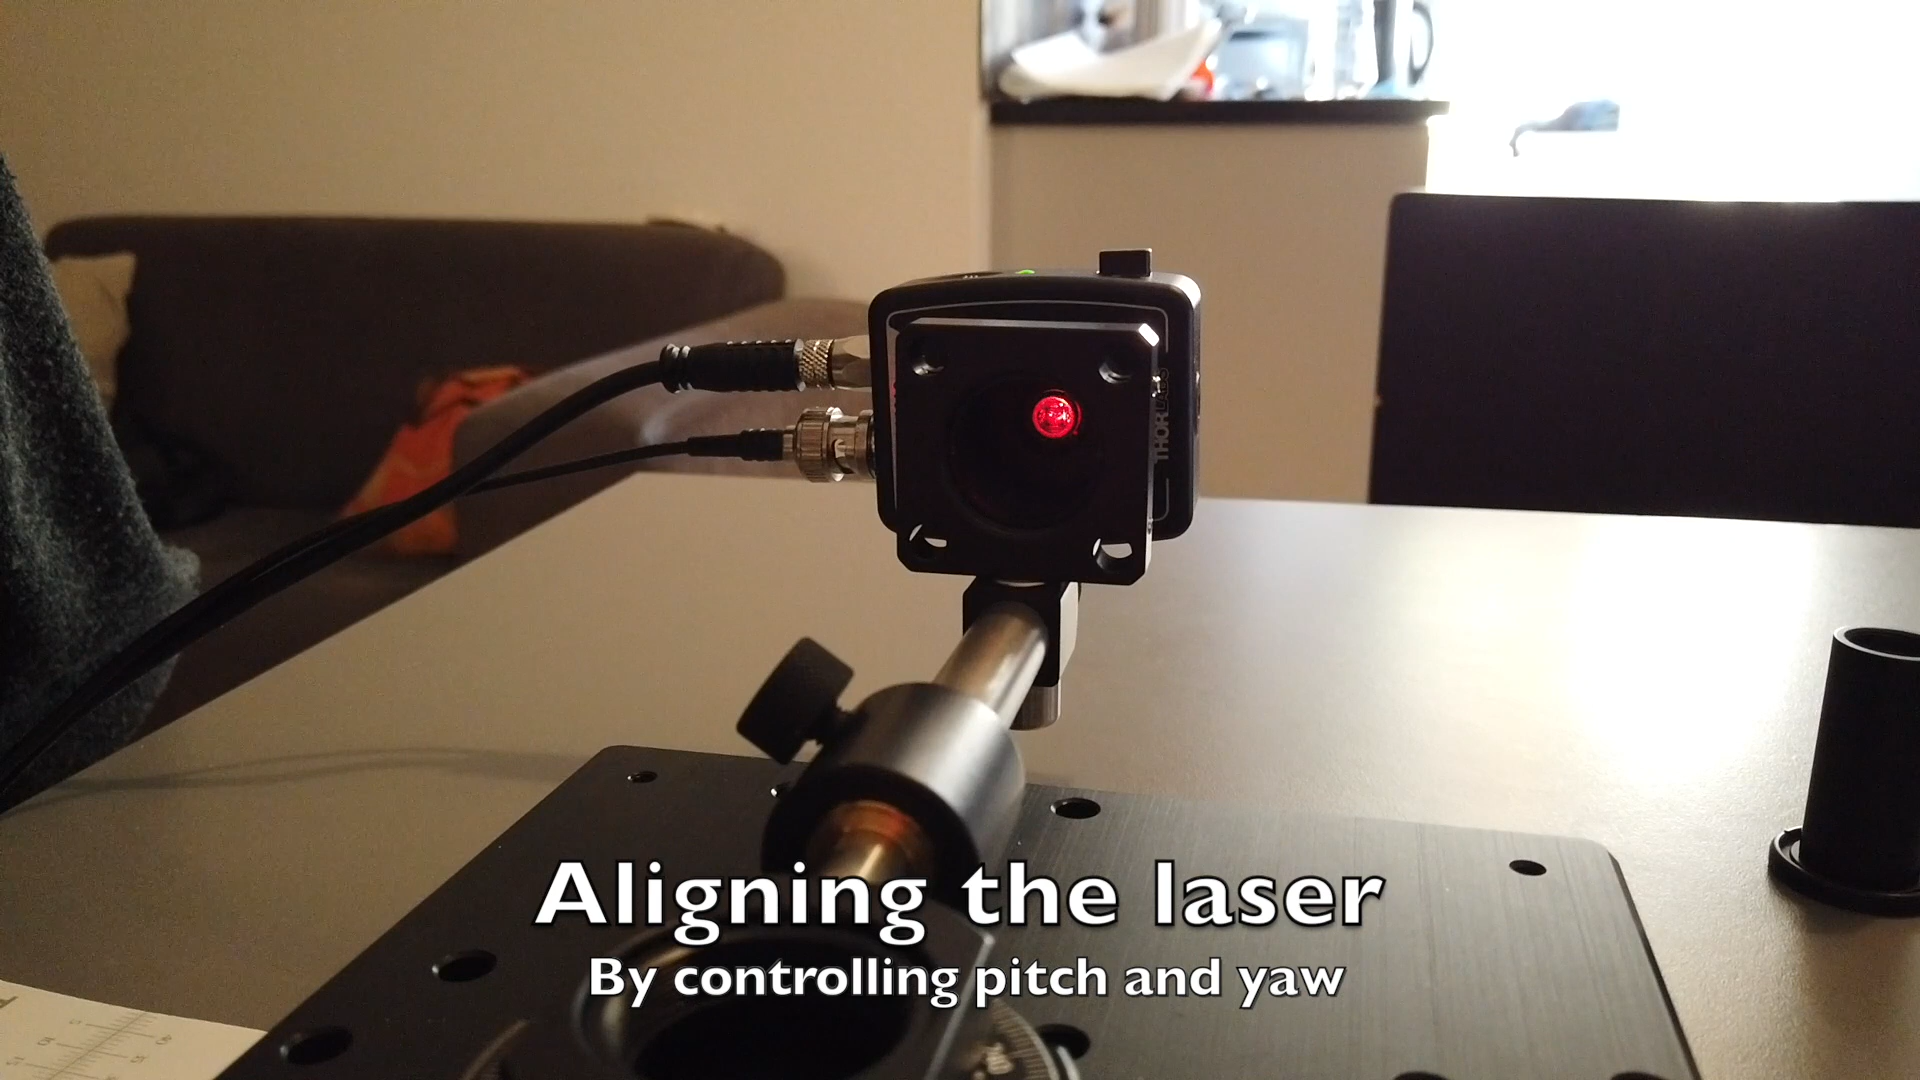 THORLABS
Aligning the laser
By controlling pitch and yaw